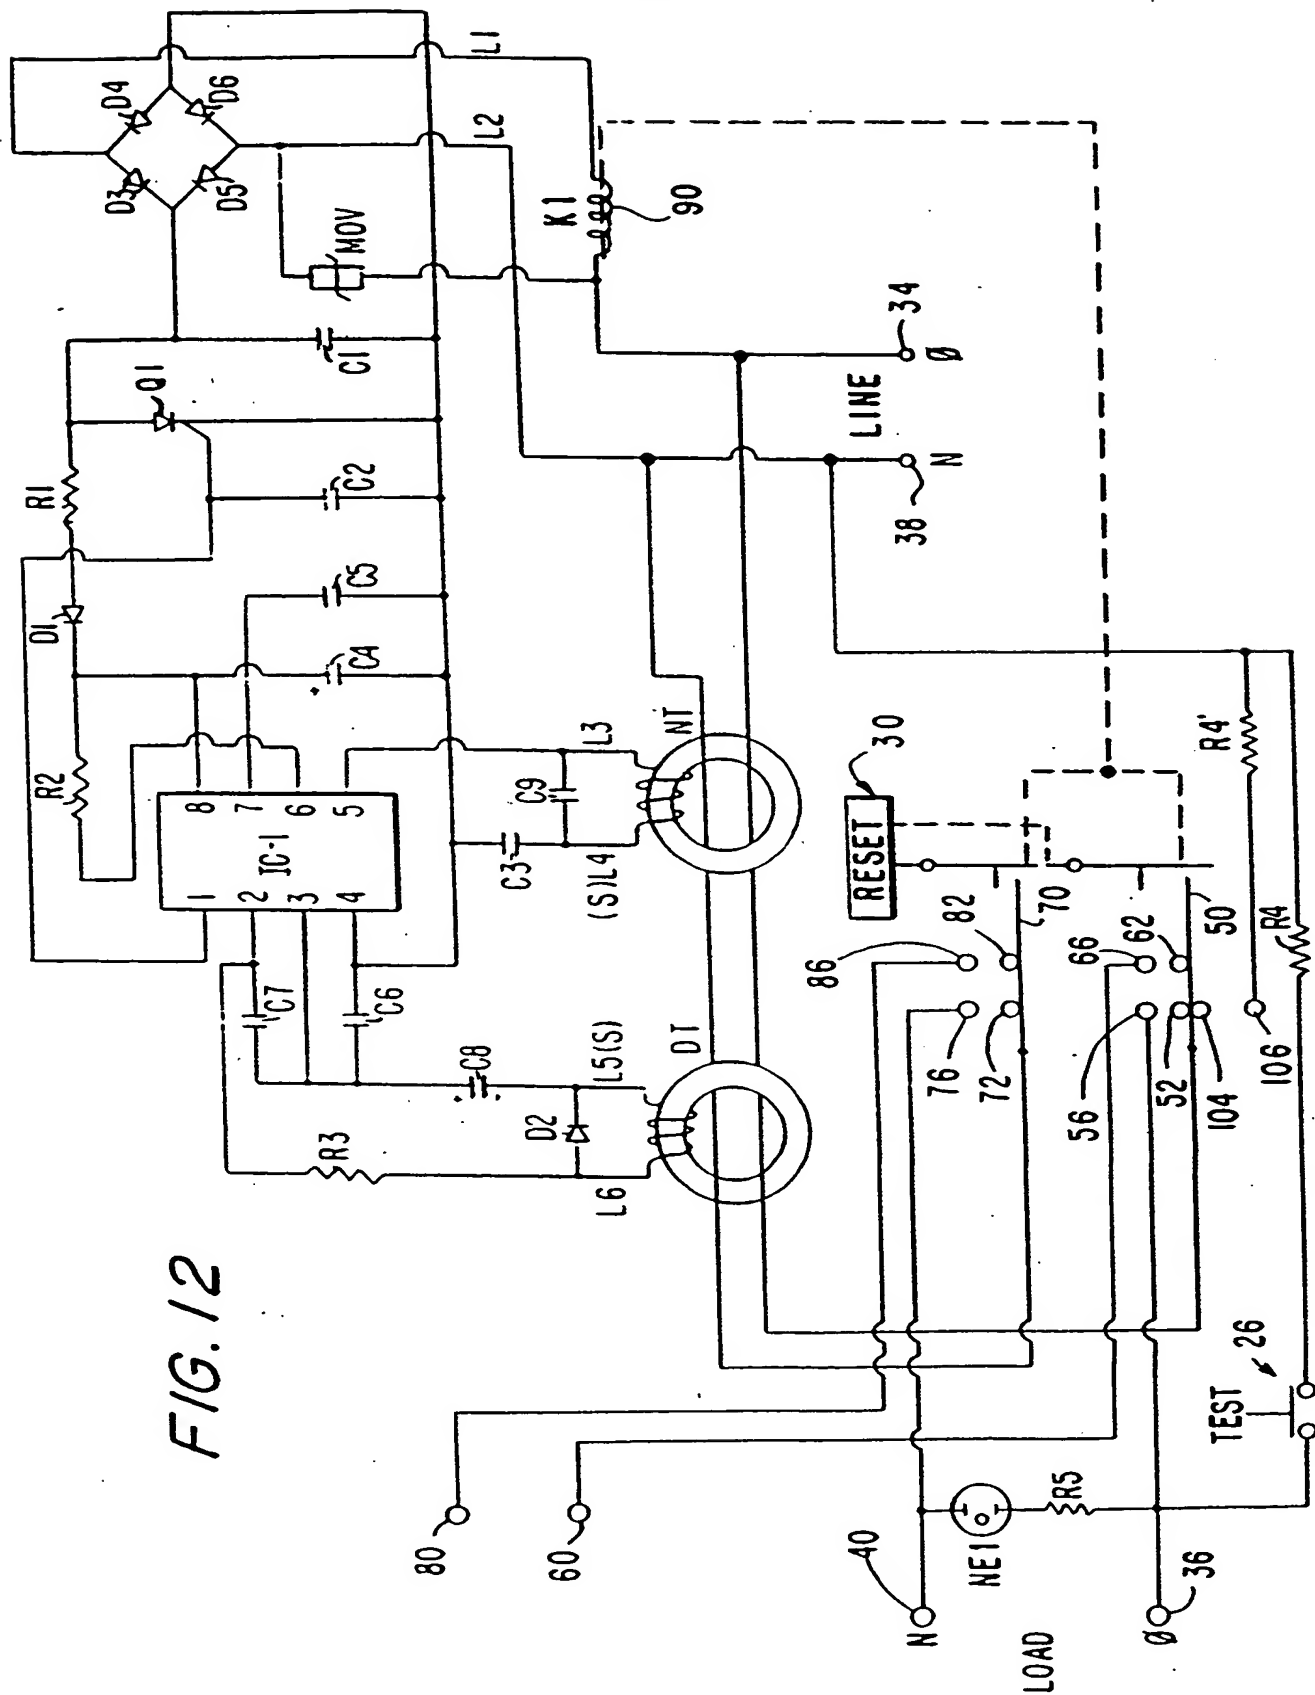 FIG. 12
D4
D6
D3
D5
L1
L2
MOV
K1
90
C1
Q1
R1
C2
D1
C5
C4
R2
8
7
6
5
IC-1
1
2
3
4
C7
C6
C3
C9
L3
(S)L4
NT
R3
C8
D2
L5(S)
L6
DT
34
Ø
LINE
N
38
RESET
30
82
70
86
76
72
66
62
50
56
52
104
106
R4'
R4
TEST
26
80
60
40
N
NE1
R5
LOAD
Ø
36